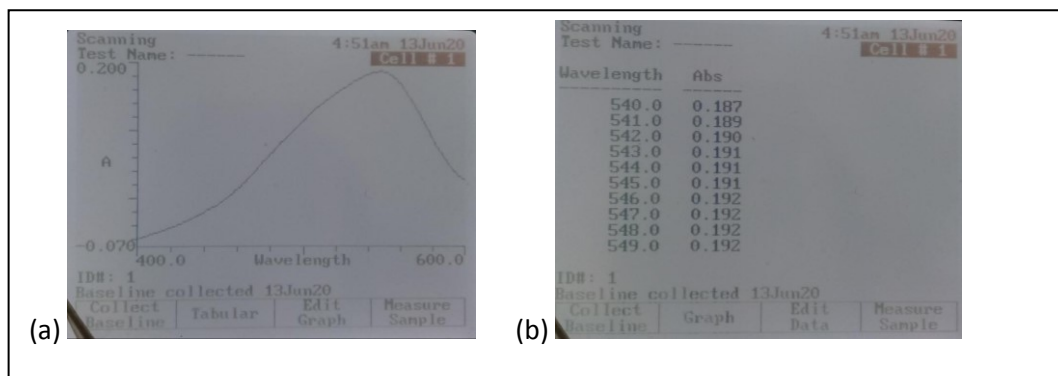 Scanning
4:51am 13Jun20
Test Name: ------
Cell # 1
0.200
A
-0.070
400.0 Wavelength 600.0
ID#: 1
Baseline collected 13Jun20
Collect Baseline
Tabular
Edit Graph
Measure Sample
(a)
Scanning
4:51am 13Jun20
Test Name: ------
Cell # 1
Wavelength Abs
540.0 0.187
541.0 0.189
542.0 0.190
543.0 0.191
544.0 0.191
545.0 0.191
546.0 0.192
547.0 0.192
548.0 0.192
549.0 0.192
ID#: 1
Baseline collected 13Jun20
Collect Baseline
Graph
Edit Data
Measure Sample
(b)